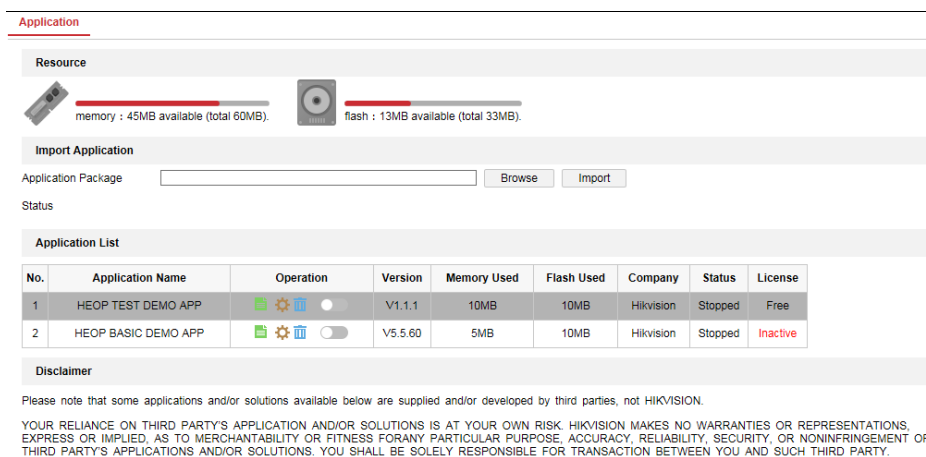 Application
Resource
memory : 45MB available (total 60MB).
flash : 13MB available (total 33MB).
Import Application
Application Package Browse Import
Status
Application List
No. Application Name Operation Version Memory Used Flash Used Company Status License
1 HEOP TEST DEMO APP V1.1.1 10MB 10MB Hikvision Stopped Free
2 HEOP BASIC DEMO APP V5.5.60 5MB 10MB Hikvision Stopped Inactive
Disclaimer
Please note that some applications and/or solutions available below are supplied and/or developed by third parties, not HIKVISION.
YOUR RELIANCE ON THIRD PARTY'S APPLICATION AND/OR SOLUTIONS IS AT YOUR OWN RISK. HIKVISION MAKES NO WARRANTIES OR REPRESENTATIONS,
EXPRESS OR IMPLIED, AS TO MERCHANTABILITY OR FITNESS FORANY PARTICULAR PURPOSE, ACCURACY, RELIABILITY, SECURITY, OR NONINFRINGEMENT OF
THIRD PARTY'S APPLICATIONS AND/OR SOLUTIONS. YOU SHALL BE SOLELY RESPONSIBLE FOR TRANSACTION BETWEEN YOU AND SUCH THIRD PARTY.